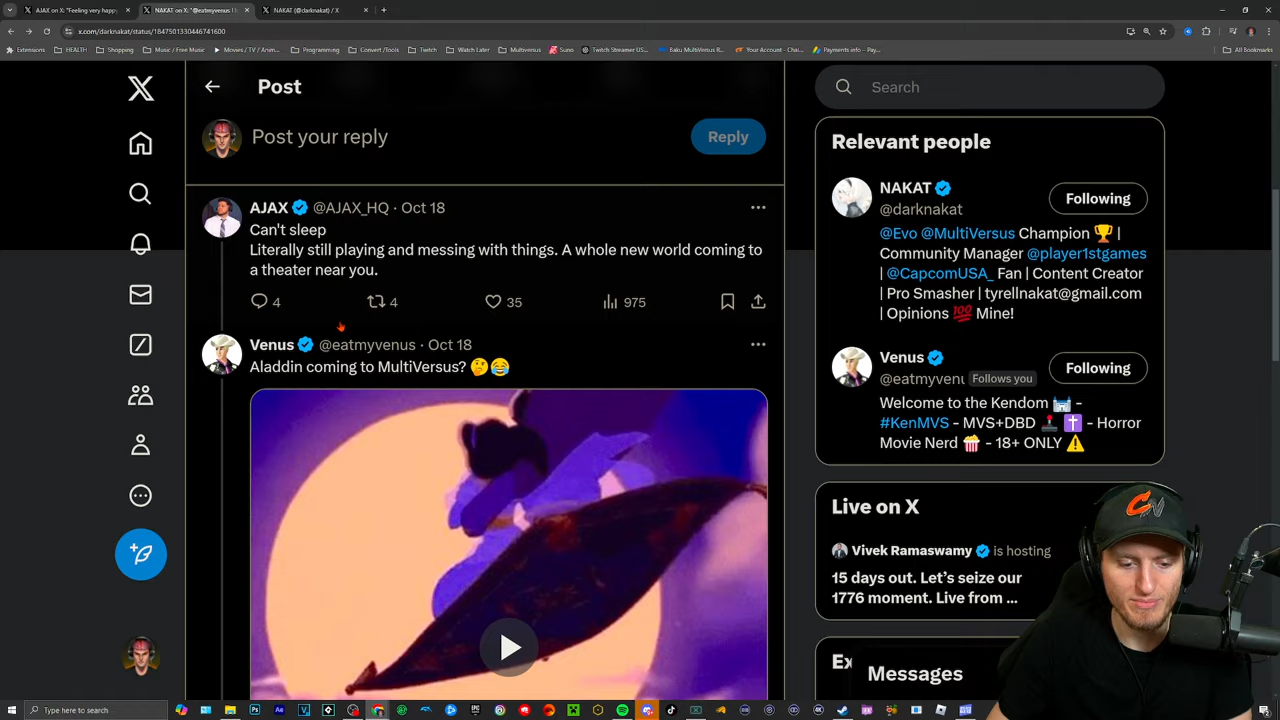 AJAX on X: "Feeling very happy
NAKAT on X: "@eatmyvenus I l
NAKAT (@darknakat) / X
x.com/darknakat/status/1847501330446741600
Extensions
HEALTH
Shopping
Music / Free Music
Movies / TV / Anim...
Programming
Convert/Tools
Twitch
Watch Later
Multiversus
Suno
Twitch Streamer US...
Baku MultiVersus R...
Your Account - Chai...
Payments info – Pay...
All Bookmarks
Post
Post your reply
Reply
AJAX @AJAX_HQ · Oct 18
Can't sleep
Literally still playing and messing with things. A whole new world coming to
a theater near you.
4
4
35
975
Venus @eatmyvenus · Oct 18
Aladdin coming to MultiVersus? 🤔😂
Search
Relevant people
NAKAT
@darknakat
Following
@Evo @MultiVersus Champion 🏆 |
Community Manager @player1stgames
| @CapcomUSA_ Fan | Content Creator
| Pro Smasher | tyrellnakat@gmail.com
| Opinions 💯 Mine!
Venus
@eatmyvenu Follows you
Following
Welcome to the Kendom 🏰 -
#KenMVS - MVS+DBD 🕹️ ✝️ - Horror
Movie Nerd 🍿 - 18+ ONLY ⚠️
Live on X
Vivek Ramaswamy is hosting
15 days out. Let's seize our
1776 moment. Live from ...
Ex
Messages
Type here to search